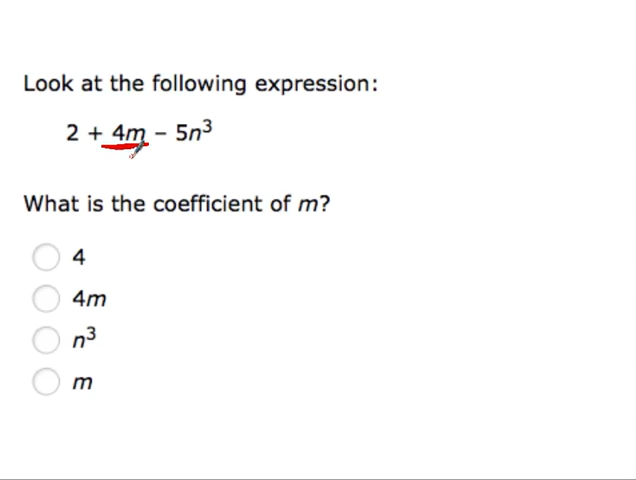 Look at the following expression:
2 + 4m − 5n³
What is the coefficient of m?
4
4m
n³
m